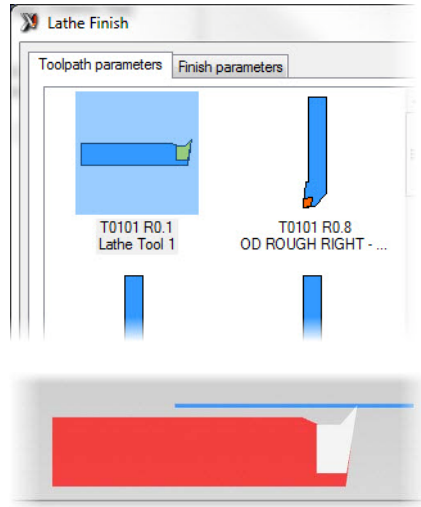 Lathe Finish
Toolpath parameters
Finish parameters
T0101 R0.1
Lathe Tool 1
T0101 R0.8
OD ROUGH RIGHT - ...